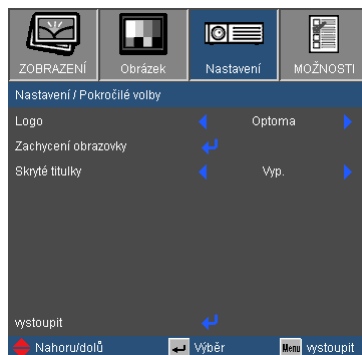 ZOBRAZENÍ Obrázek Nastavení MOŽNOSTI
Nastavení / Pokročilé volby
Logo Optoma
Zachycení obrazovky
Skryté titulky Vyp.
vystoupit
Nahoru/dolů Výběr Menu vystoupit